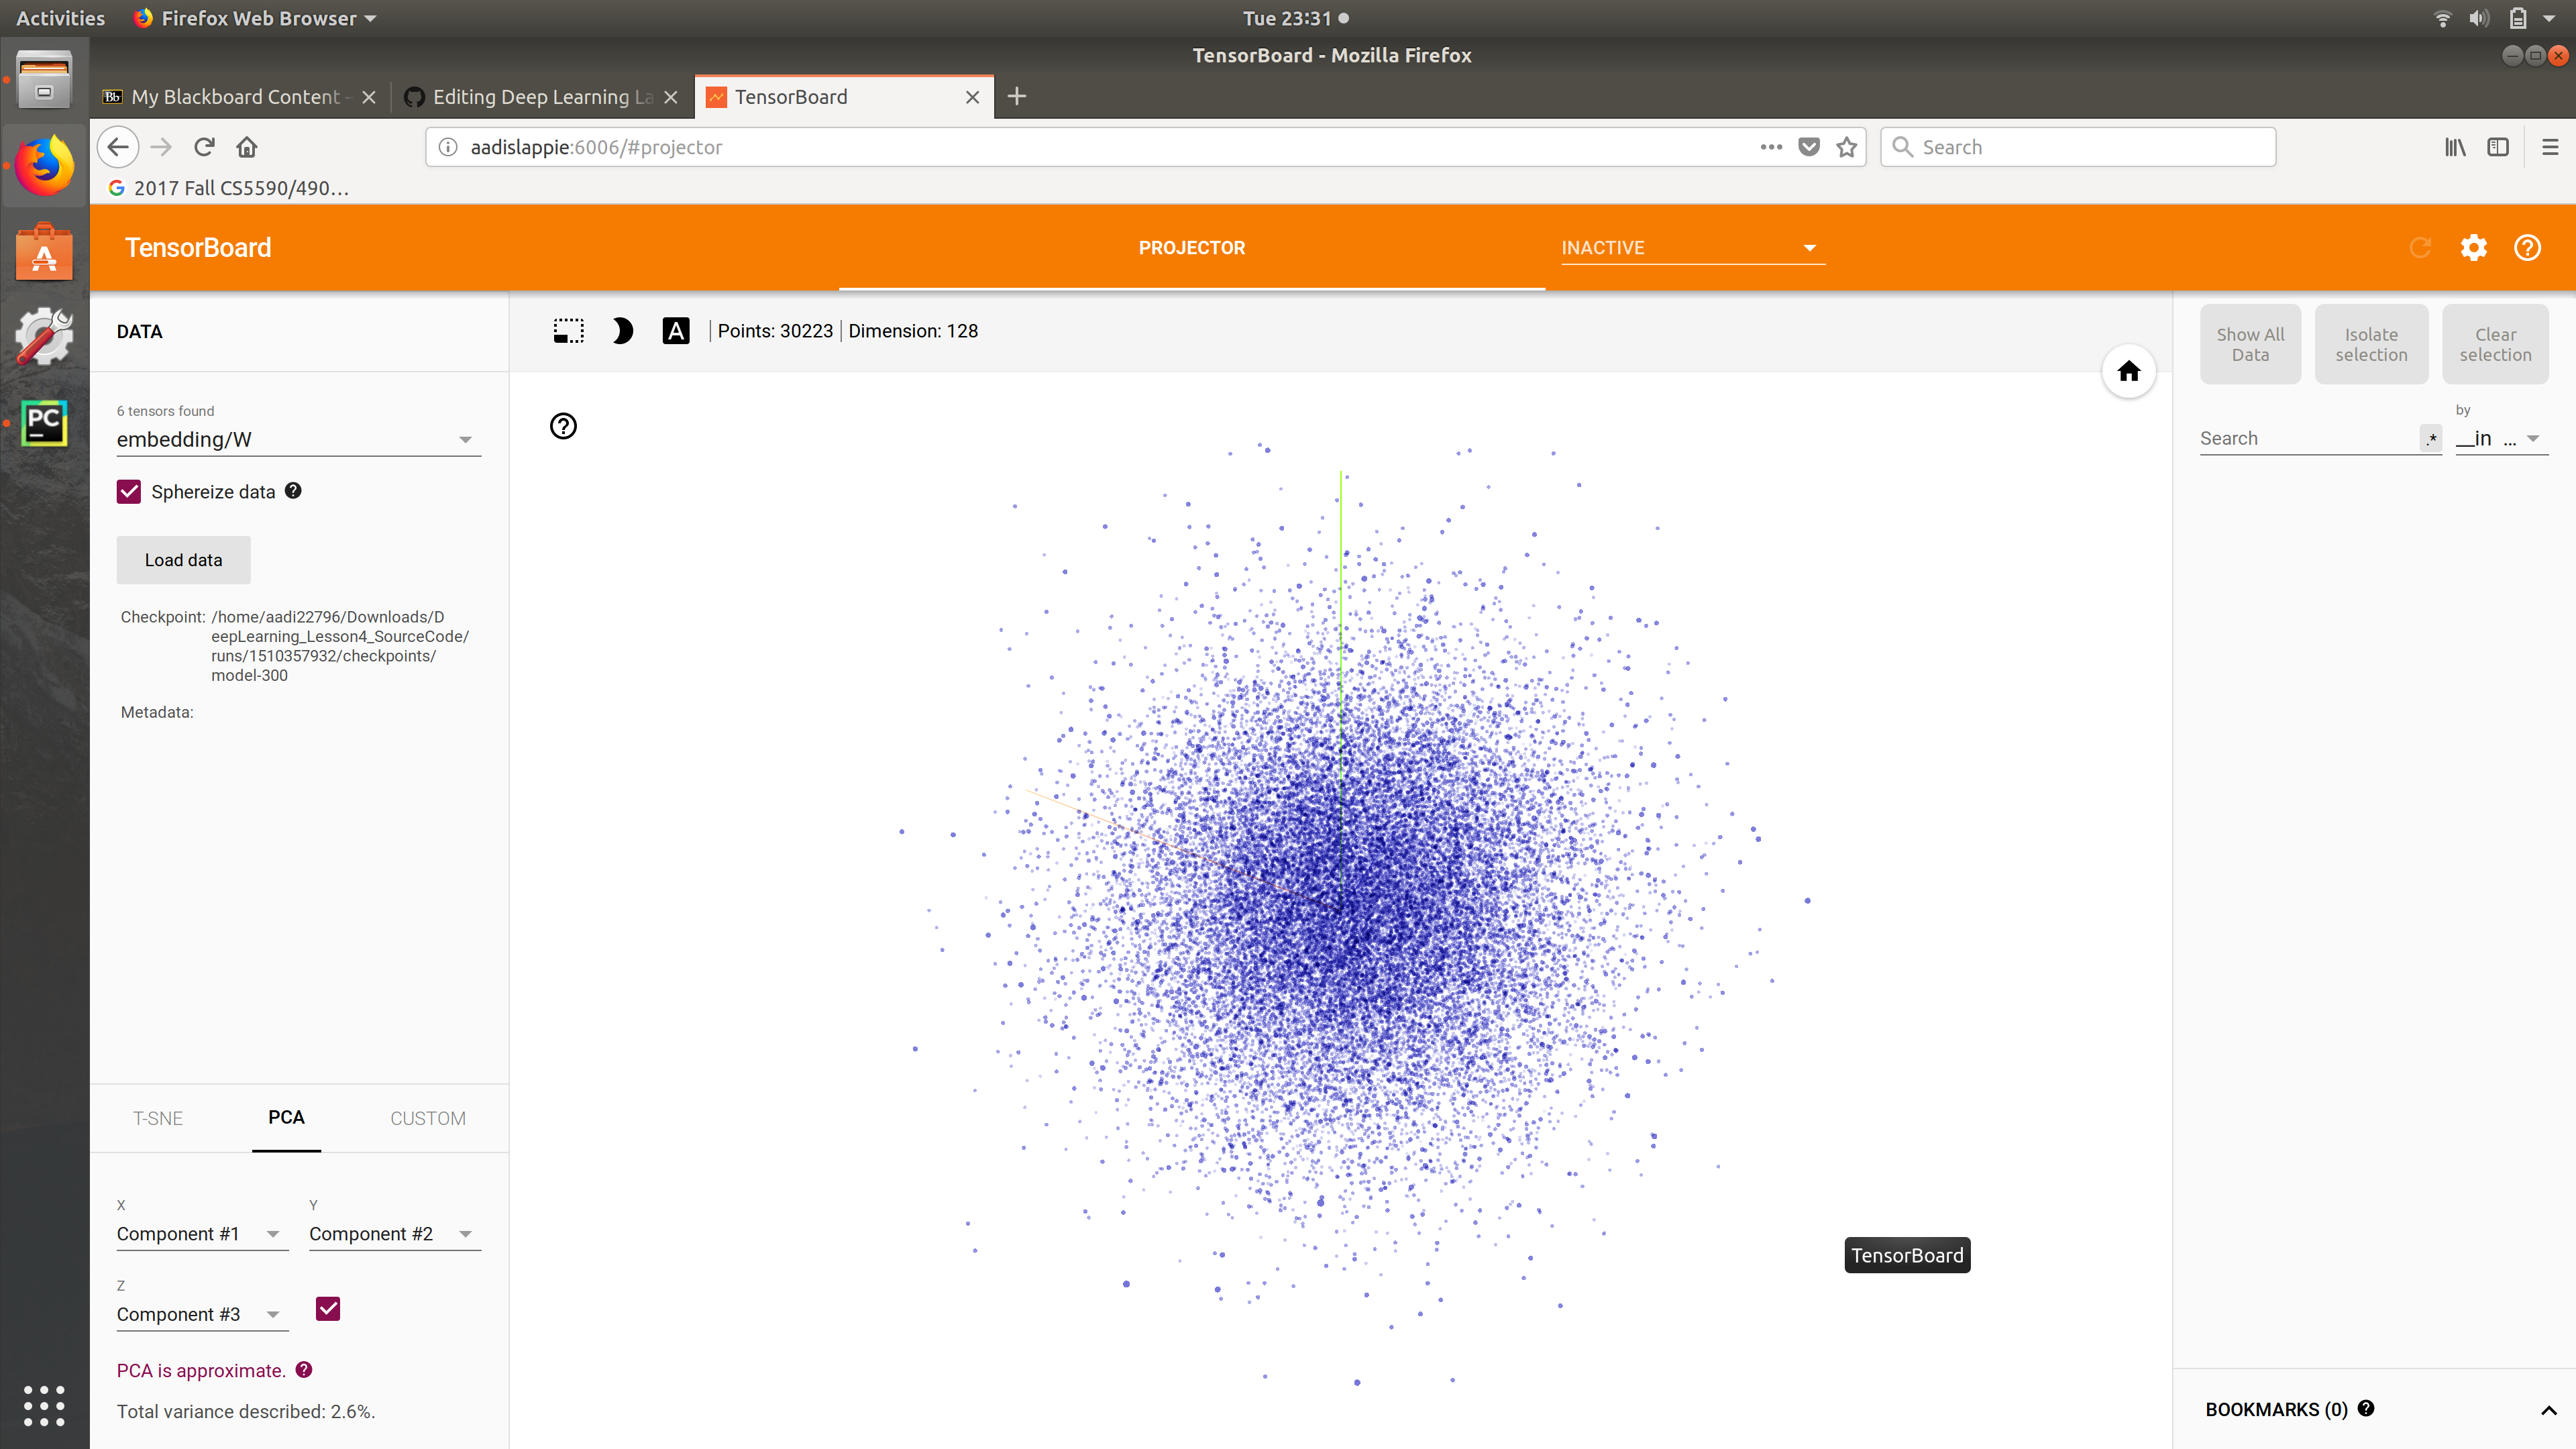 Activities
Firefox Web Browser
Tue 23:31
TensorBoard - Mozilla Firefox
My Blackboard Content -
Editing Deep Learning La
TensorBoard
aadislappie:6006/#projector
Search
2017 Fall CS5590/490...
TensorBoard
PROJECTOR
INACTIVE
DATA
Points: 30223
Dimension: 128
Show All
Data
Isolate
selection
Clear
selection
6 tensors found
embedding/W
by
Search
.*
__in ...
Sphereize data
Load data
Checkpoint: /home/aadi22796/Downloads/D
eepLearning_Lesson4_SourceCode/
runs/1510357932/checkpoints/
model-300
Metadata:
T-SNE
PCA
CUSTOM
X
Y
Component #1
Component #2
Z
Component #3
PCA is approximate.
Total variance described: 2.6%.
TensorBoard
BOOKMARKS (0)